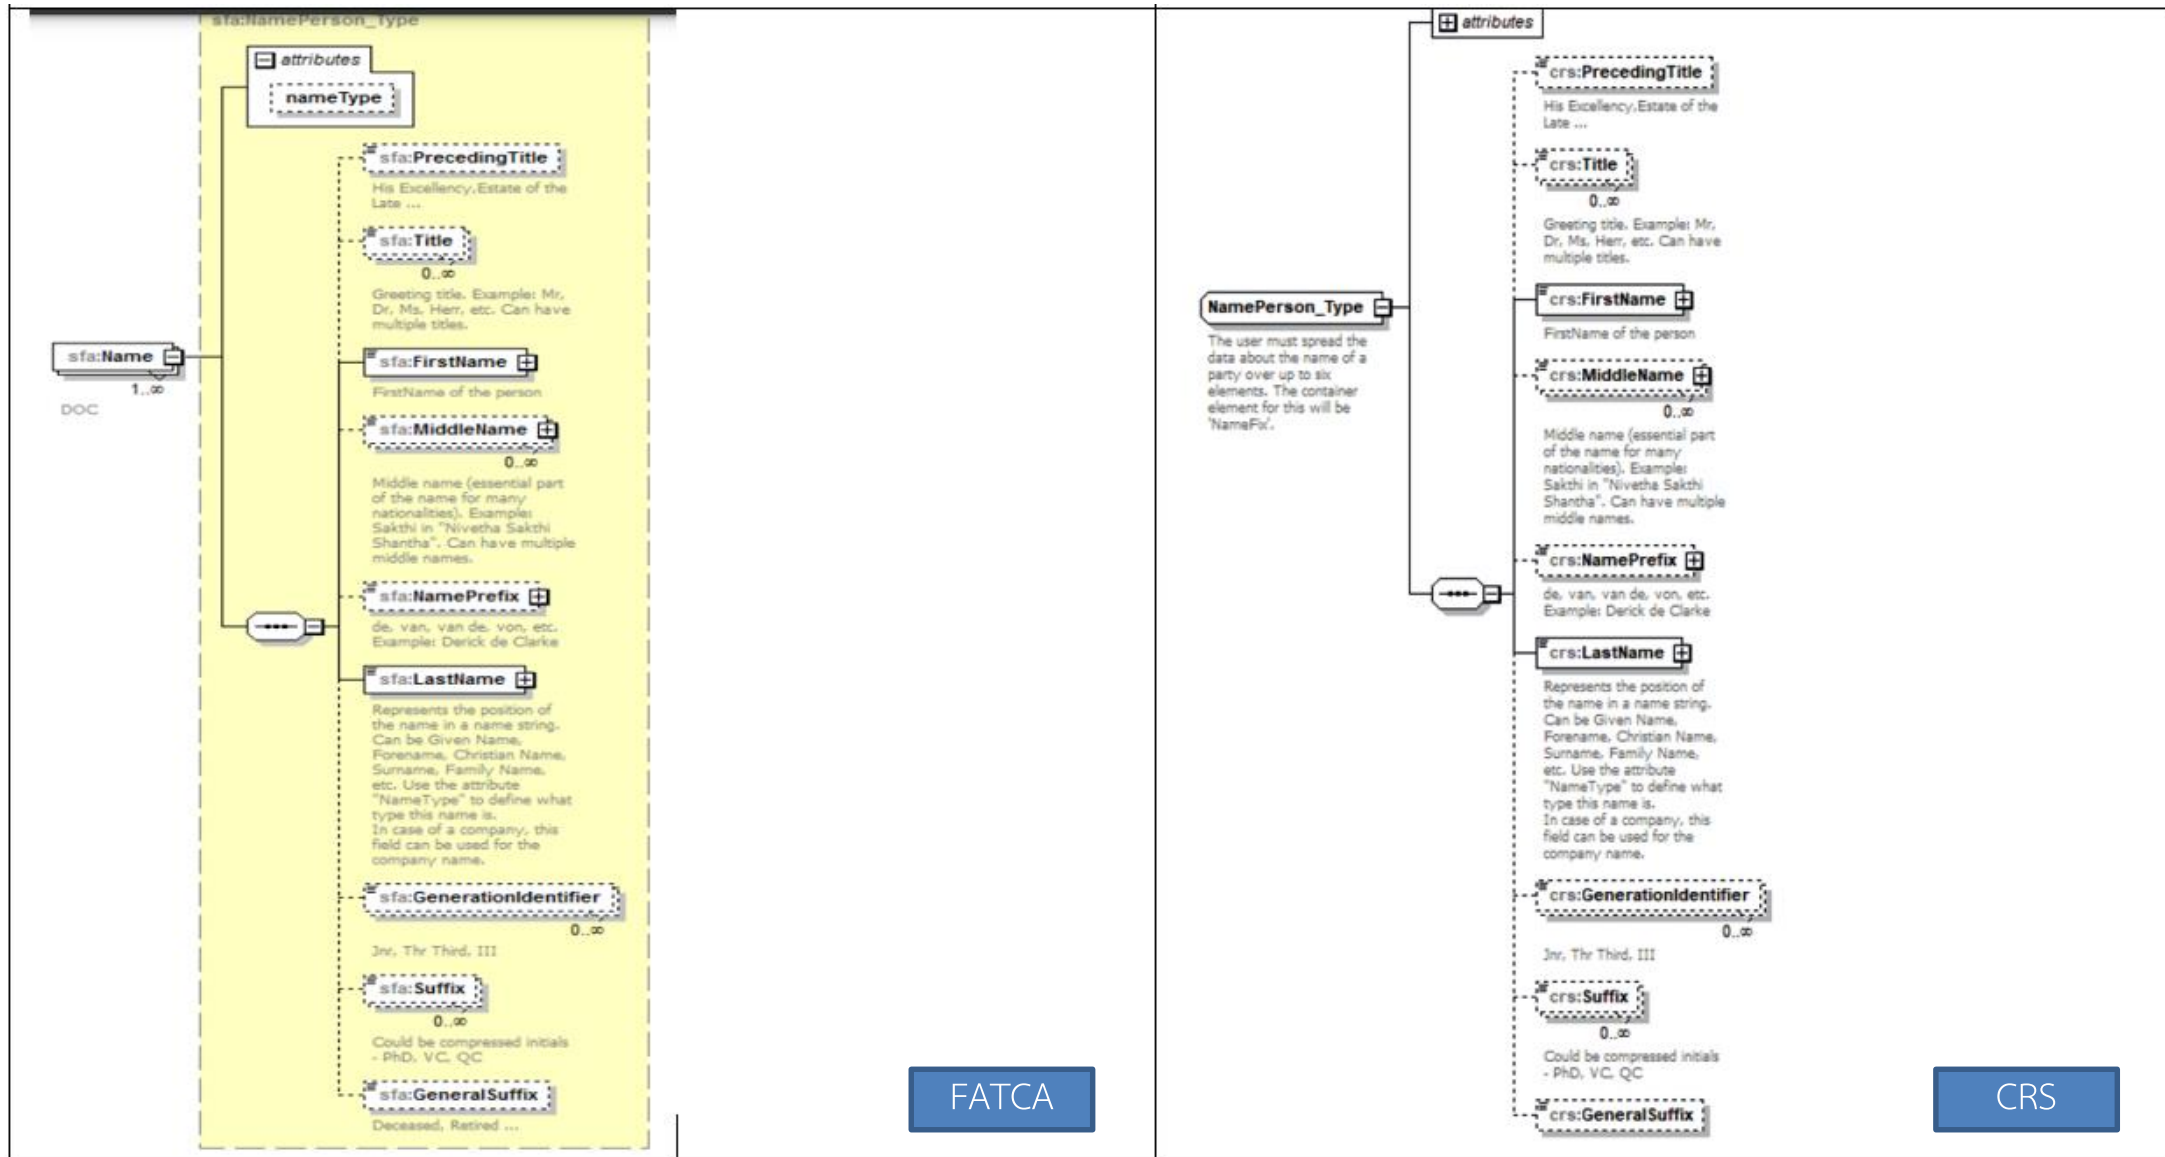 sfa:NamePerson_Type
attributes
nameType
sfa:PrecedingTitle
His Excellency,Estate of the
Late ...
sfa:Title
0..∞
Greeting title. Example: Mr,
Dr, Ms, Herr, etc. Can have
multiple titles.
sfa:Name
1..∞
DOC
sfa:FirstName
FirstName of the person
sfa:MiddleName
0..∞
Middle name (essential part
of the name for many
nationalities). Example:
Sakthi in "Nivetha Sakthi
Shantha". Can have multiple
middle names.
sfa:NamePrefix
de, van, van de, von, etc.
Example: Derick de Clarke
sfa:LastName
Represents the position of
the name in a name string.
Can be Given Name,
Forename, Christian Name,
Surname, Family Name,
etc. Use the attribute
"NameType" to define what
type this name is.
In case of a company, this
field can be used for the
company name.
sfa:GenerationIdentifier
0..∞
Jnr, Thr Third, III
sfa:Suffix
0..∞
Could be compressed initials
- PhD, VC, QC
sfa:GeneralSuffix
Deceased, Retired ...
FATCA
attributes
crs:PrecedingTitle
His Excellency,Estate of the
Late ...
crs:Title
0..∞
Greeting title. Example: Mr,
Dr, Ms, Herr, etc. Can have
multiple titles.
NamePerson_Type
The user must spread the
data about the name of a
party over up to six
elements. The container
element for this will be
'NameFix'.
crs:FirstName
FirstName of the person
crs:MiddleName
0..∞
Middle name (essential part
of the name for many
nationalities). Example:
Sakthi in "Nivetha Sakthi
Shantha". Can have multiple
middle names.
crs:NamePrefix
de, van, van de, von, etc.
Example: Derick de Clarke
crs:LastName
Represents the position of
the name in a name string.
Can be Given Name,
Forename, Christian Name,
Surname, Family Name,
etc. Use the attribute
"NameType" to define what
type this name is.
In case of a company, this
field can be used for the
company name.
crs:GenerationIdentifier
0..∞
Jnr, Thr Third, III
crs:Suffix
0..∞
Could be compressed initials
- PhD, VC, QC
crs:GeneralSuffix
CRS